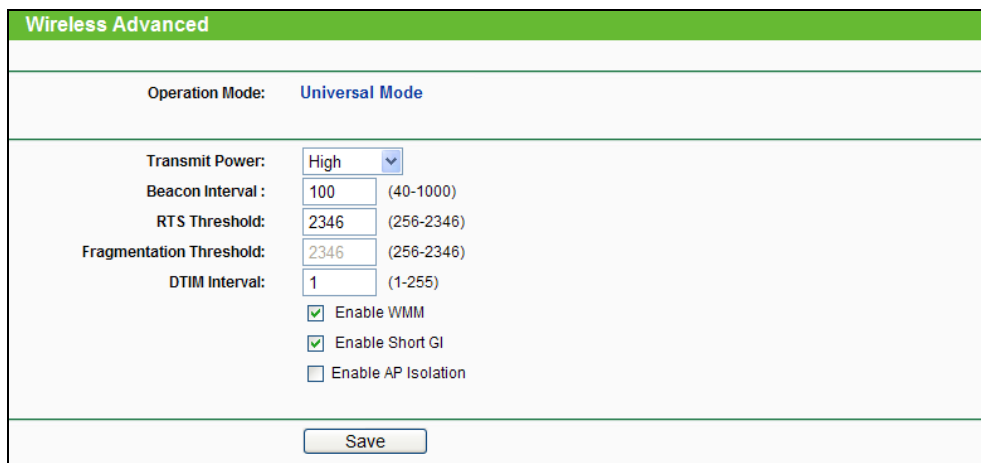 Wireless Advanced
Operation Mode: Universal Mode
Transmit Power: High
Beacon Interval : 100 (40-1000)
RTS Threshold: 2346 (256-2346)
Fragmentation Threshold: 2346 (256-2346)
DTIM Interval: 1 (1-255)
Enable WMM
Enable Short GI
Enable AP Isolation
Save